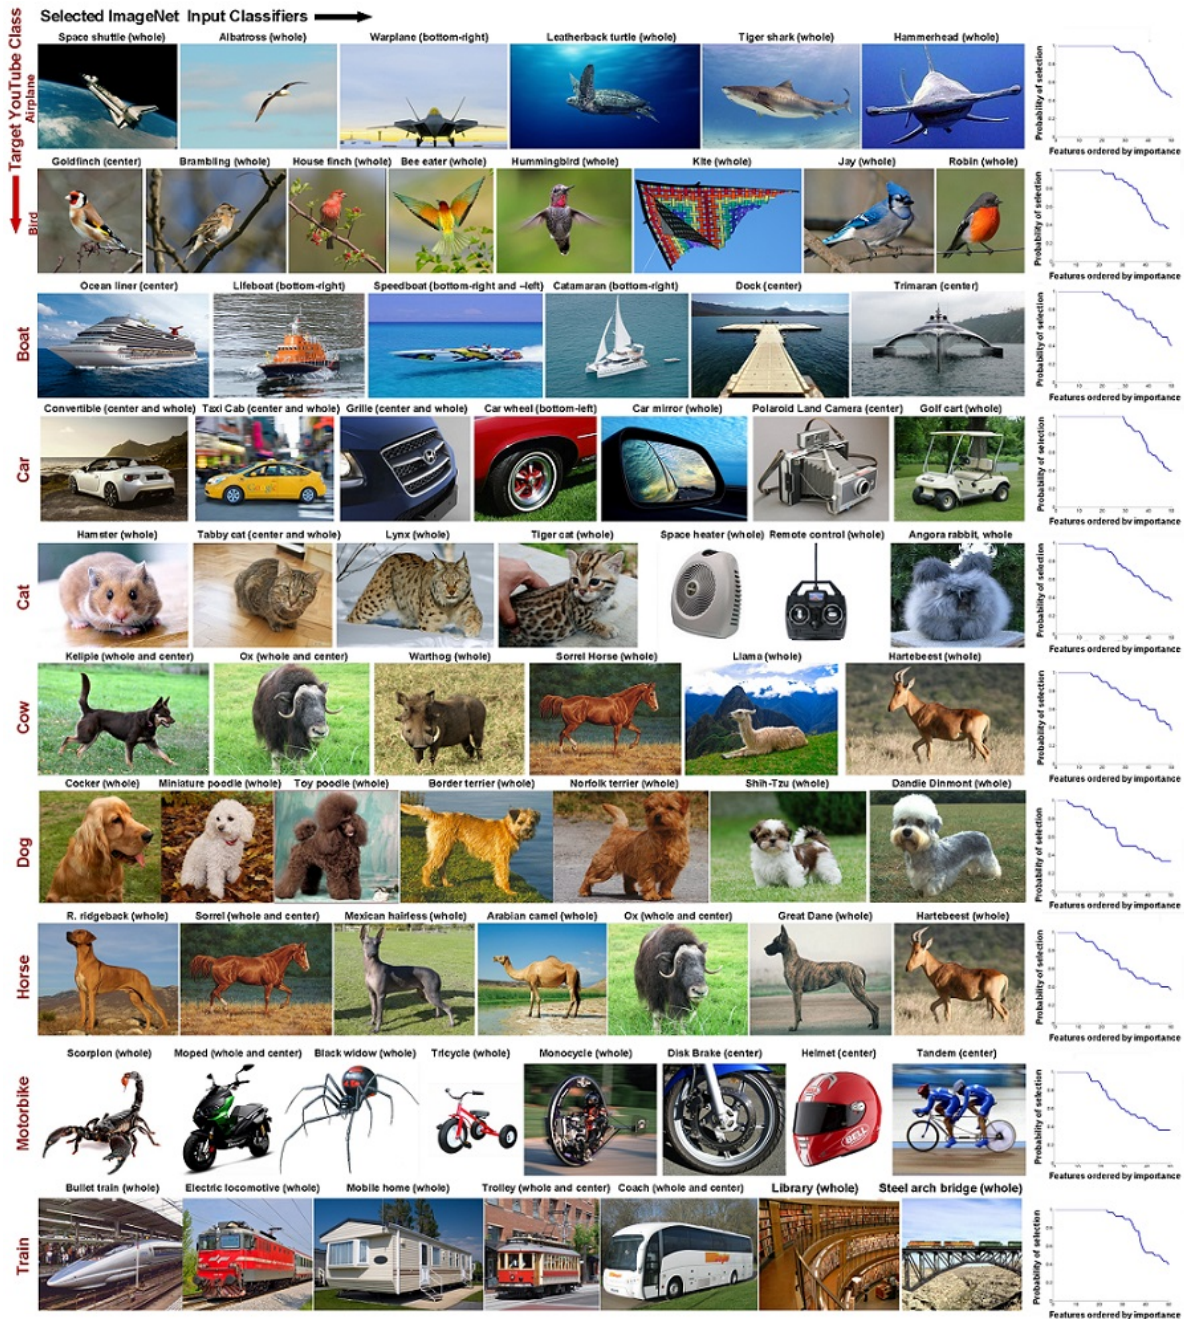 Selected ImageNet Input Classifiers
Target YouTube Class
Airplane
Space shuttle (whole) Albatross (whole) Warplane (bottom-right) Leatherback turtle (whole) Tiger shark (whole) Hammerhead (whole)
Probability of selection
Features ordered by importance
Bird
Goldfinch (center) Brambling (whole) House finch (whole) Bee eater (whole) Hummingbird (whole) Kite (whole) Jay (whole) Robin (whole)
Probability of selection
Features ordered by importance
Boat
Ocean liner (center) Lifeboat (bottom-right) Speedboat (bottom-right and -left) Catamaran (bottom-right) Dock (center) Trimaran (center)
Probability of selection
Features ordered by importance
Car
Convertible (center and whole) Taxi Cab (center and whole) Grille (center and whole) Car wheel (bottom-left) Car mirror (whole) Polaroid Land Camera (center) Golf cart (whole)
Probability of selection
Features ordered by importance
Cat
Hamster (whole) Tabby cat (center and whole) Lynx (whole) Tiger cat (whole) Space heater (whole) Remote control (whole) Angora rabbit, whole
Probability of selection
Features ordered by importance
Cow
Kelpie (whole and center) Ox (whole and center) Warthog (whole) Sorrel Horse (whole) Llama (whole) Hartebeest (whole)
Probability of selection
Features ordered by importance
Dog
Cocker (whole) Miniature poodle (whole) Toy poodle (whole) Border terrier (whole) Norfolk terrier (whole) Shih-Tzu (whole) Dandie Dinmont (whole)
Probability of selection
Features ordered by importance
Horse
R. ridgeback (whole) Sorrel (whole and center) Mexican hairless (whole) Arabian camel (whole) Ox (whole and center) Great Dane (whole) Hartebeest (whole)
Probability of selection
Features ordered by importance
Motorbike
Scorpion (whole) Moped (whole and center) Black widow (whole) Tricycle (whole) Monocycle (whole) Disk Brake (center) Helmet (center) Tandem (center)
BELL
Probability of selection
Features ordered by importance
Train
Bullet train (whole) Electric locomotive (whole) Mobile home (whole) Trolley (whole and center) Coach (whole and center) Library (whole) Steel arch bridge (whole)
Probability of selection
Features ordered by importance